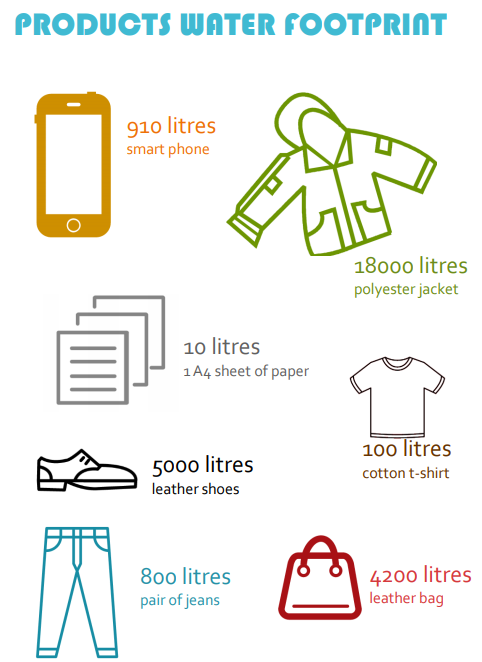 PRODUCTS WATER FOOTPRINT
910 litres
smart phone
18000 litres
polyester jacket
10 litres
1 A4 sheet of paper
100 litres
cotton t-shirt
5000 litres
leather shoes
800 litres
pair of jeans
4200 litres
leather bag